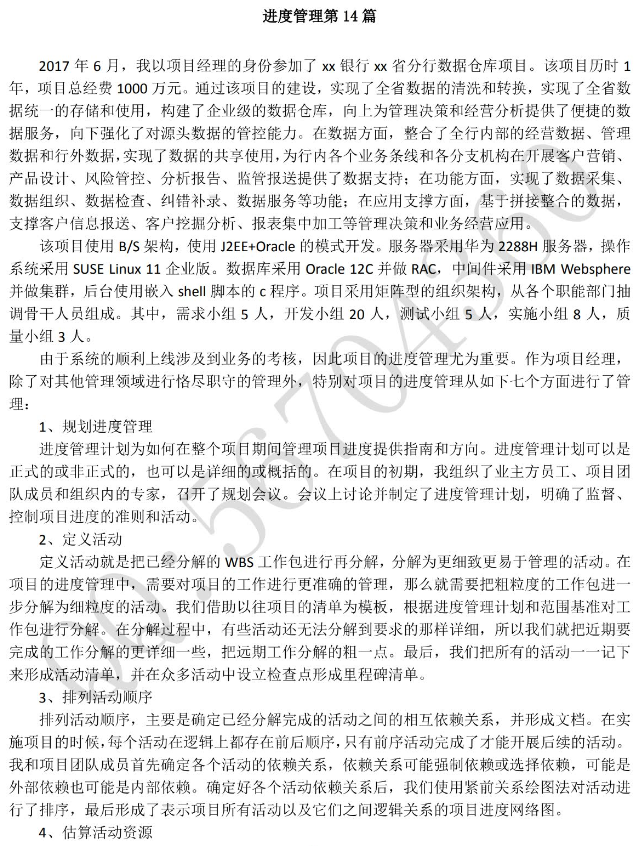 进度管理第 14 篇
2017 年 6 月，我以项目经理的身份参加了 xx 银行 xx 省分行数据仓库项目。该项目历时 1
年，项目总经费 1000 万元。通过该项目的建设，实现了全省数据的清洗和转换，实现了全省数
据统一的存储和使用，构建了企业级的数据仓库，向上为管理决策和经营分析提供了便捷的数
据服务，向下强化了对源头数据的管控能力。在数据方面，整合了全行内部的经营数据、管理
数据和行外数据,实现了数据的共享使用,为行内各个业务条线和各分支机构在开展客户营销、
产品设计、风险管控、分析报告、监管报送提供了数据支持；在功能方面，实现了数据采集、
数据组织、数据检查、纠错补录、数据服务等功能；在应用支撑方面，基于拼接整合的数据，
支撑客户信息报送、客户挖掘分析、报表集中加工等管理决策和业务经营应用。
该项目使用 B/S 架构，使用 J2EE+Oracle 的模式开发。服务器采用华为 2288H 服务器，操作
系统采用 SUSE Linux 11 企业版。数据库采用 Oracle 12C 并做 RAC，中间件采用 IBM Websphere
并做集群，后台使用嵌入 shell 脚本的 c 程序。项目采用矩阵型的组织架构，从各个职能部门抽
调骨干人员组成。其中，需求小组 5 人，开发小组 20 人，测试小组 5 人，实施小组 8 人，质
量小组 3 人。
由于系统的顺利上线涉及到业务的考核，因此项目的进度管理尤为重要。作为项目经理，
除了对其他管理领域进行恪尽职守的管理外，特别对项目的进度管理从如下七个方面进行了管
理：
1、规划进度管理
进度管理计划为如何在整个项目期间管理项目进度提供指南和方向。进度管理计划可以是
正式的或非正式的，也可以是详细的或概括的。在项目的初期，我组织了业主方员工、项目团
队成员和组织内的专家，召开了规划会议。会议上讨论并制定了进度管理计划，明确了监督、
控制项目进度的准则和活动。
2、定义活动
定义活动就是把已经分解的 WBS 工作包进行再分解，分解为更细致更易于管理的活动。在
项目的进度管理中，需要对项目的工作进行更准确的管理，那么就需要把粗粒度的工作包进一
步分解为细粒度的活动。我们借助以往项目的清单为模板，根据进度管理计划和范围基准对工
作包进行分解。在分解过程中，有些活动还无法分解到要求的那样详细，所以我们就把近期要
完成的工作分解的更详细一些，把远期工作分解的粗一点。最后，我们把所有的活动一一记下
来形成活动清单，并在众多活动中设立检查点形成里程碑清单。
3、排列活动顺序
排列活动顺序，主要是确定已经分解完成的活动之间的相互依赖关系，并形成文档。在实
施项目的时候,每个活动在逻辑上都存在前后顺序,只有前序活动完成了才能开展后续的活动。
我和项目团队成员首先确定各个活动的依赖关系，依赖关系可能强制依赖或选择依赖，可能是
外部依赖也可能是内部依赖。确定好各个活动依赖关系后，我们使用紧前关系绘图法对活动进
行了排序，最后形成了表示项目所有活动以及它们之间逻辑关系的项目进度网络图。
4、估算活动资源